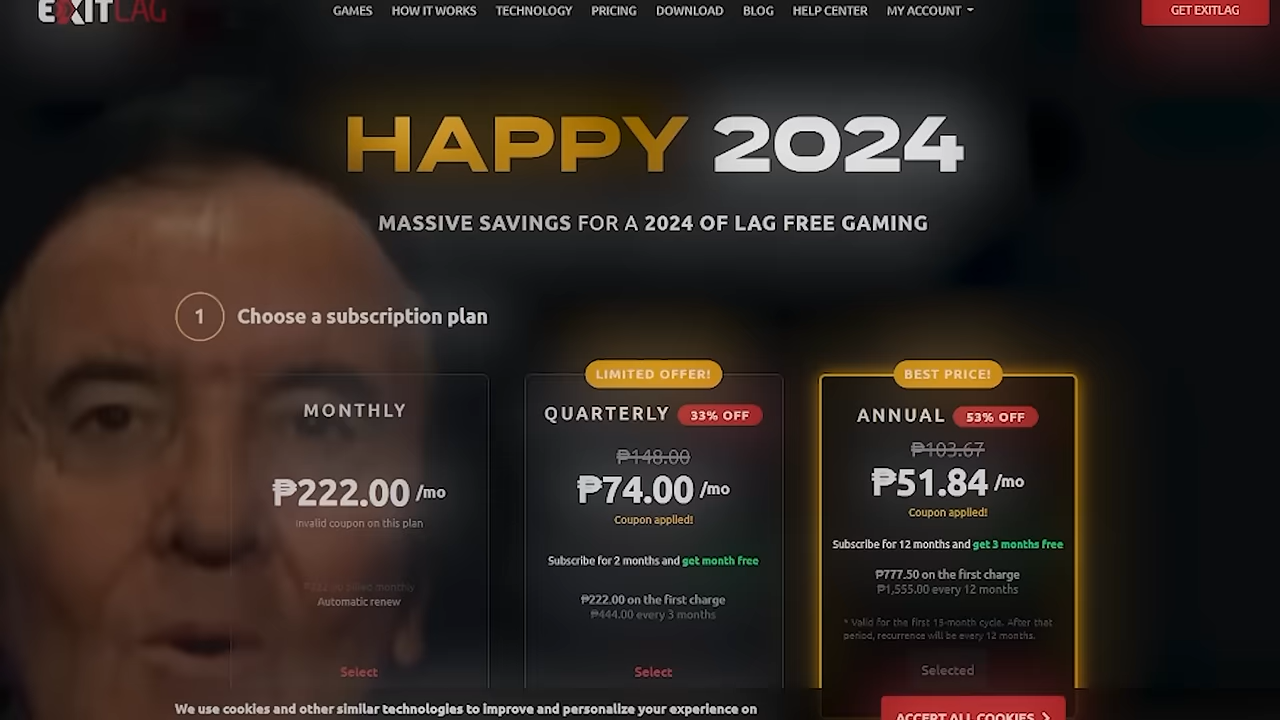 EXITLAG
GAMES HOW IT WORKS TECHNOLOGY PRICING DOWNLOAD BLOG HELP CENTER MY ACCOUNT
GET EXITLAG
HAPPY 2024
MASSIVE SAVINGS FOR A 2024 OF LAG FREE GAMING
1 Choose a subscription plan
MONTHLY
₱222.00 /mo
invalid coupon on this plan
₱222.00 billed monthly
Automatic renew
Select
LIMITED OFFER!
QUARTERLY 33% OFF
₱148.00
₱74.00 /mo
Coupon applied!
Subscribe for 2 months and get month free
₱222.00 on the first charge
₱444.00 every 3 months
Select
BEST PRICE!
ANNUAL 53% OFF
₱103.67
₱51.84 /mo
Coupon applied!
Subscribe for 12 months and get 3 months free
₱777.50 on the first charge
₱1,555.00 every 12 months
* Valid for the first 15-month cycle. After that
period, recurrence will be every 12 months.
Selected
We use cookies and other similar technologies to improve and personalize your experience on
ACCEPT ALL COOKIES